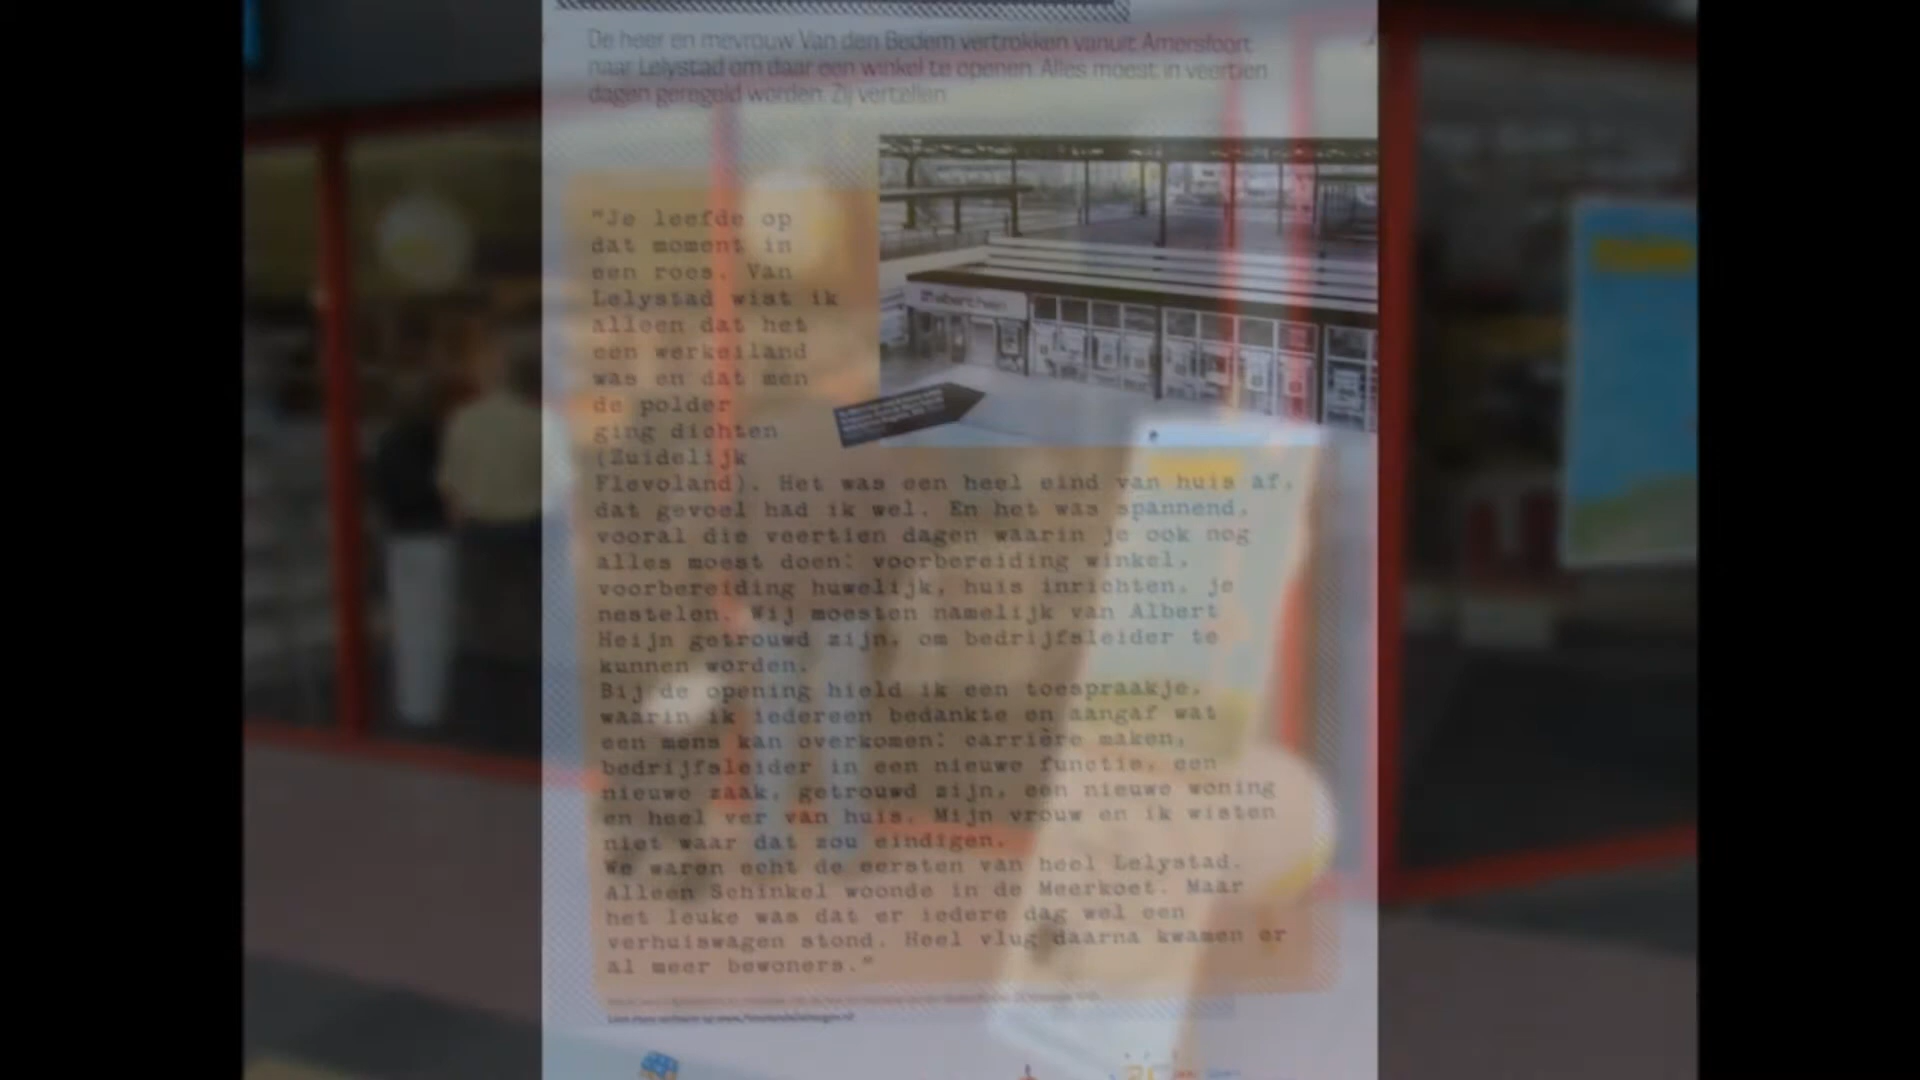 De heer en mevrouw Van den Bedem vertrokken vanuit Amersfoort
naar Lelystad om daar een winkel te openen. Alles moest in veertien
dagen geregeld worden. Zij vertellen
"Je leefde op
dat moment in
een roes. Van
Lelystad wist ik
alleen dat het
een werkeiland
was en dat men
de polder
ging dichten
(Zuidelijk
Flevoland). Het was een heel eind van huis af,
dat gevoel had ik wel. En het was spannend,
vooral die veertien dagen waarin je ook nog
alles moest doen: voorbereiding winkel,
voorbereiding huwelijk, huis inrichten, je
nestelen. Wij moesten namelijk van Albert
Heijn getrouwd zijn, om bedrijfsleider te
kunnen worden.
Bij de opening hield ik een toespraakje,
waarin ik iedereen bedankte en aangaf wat
een mens kan overkomen: carrière maken,
bedrijfsleider in een nieuwe functie, een
nieuwe zaak, getrouwd zijn, een nieuwe woning
en heel ver van huis. Mijn vrouw en ik wisten
niet waar dat zou eindigen.
We waren echt de eersten van heel Lelystad.
Alleen Schinkel woonde in de Meerkoet. Maar
het leuke was dat er iedere dag wel een
verhuiswagen stond. Heel vlug daarna kwamen er
al meer bewoners."
albert heijn